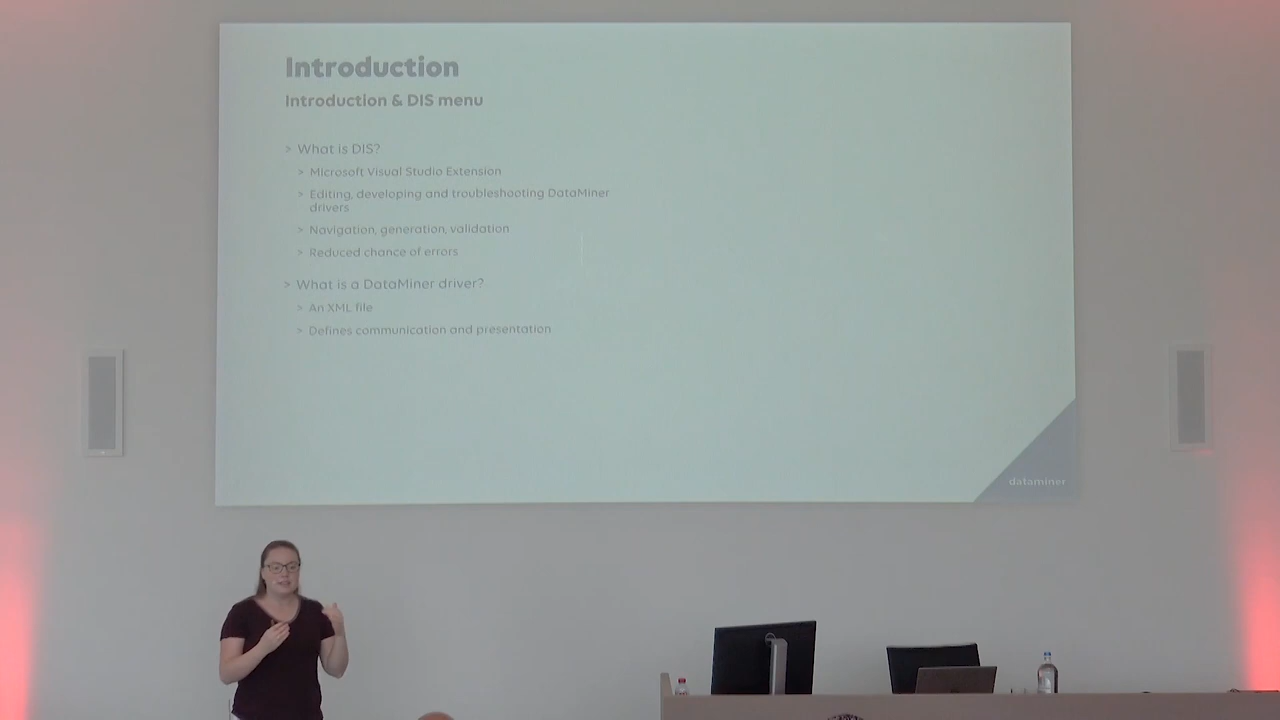 Introduction
Introduction & DIS menu
> What is DIS?
> Microsoft Visual Studio Extension
> Editing, developing and troubleshooting DataMiner
drivers
> Navigation, generation, validation
> Reduced chance of errors
> What is a DataMiner driver?
> An XML file
> Defines communication and presentation
dataminer